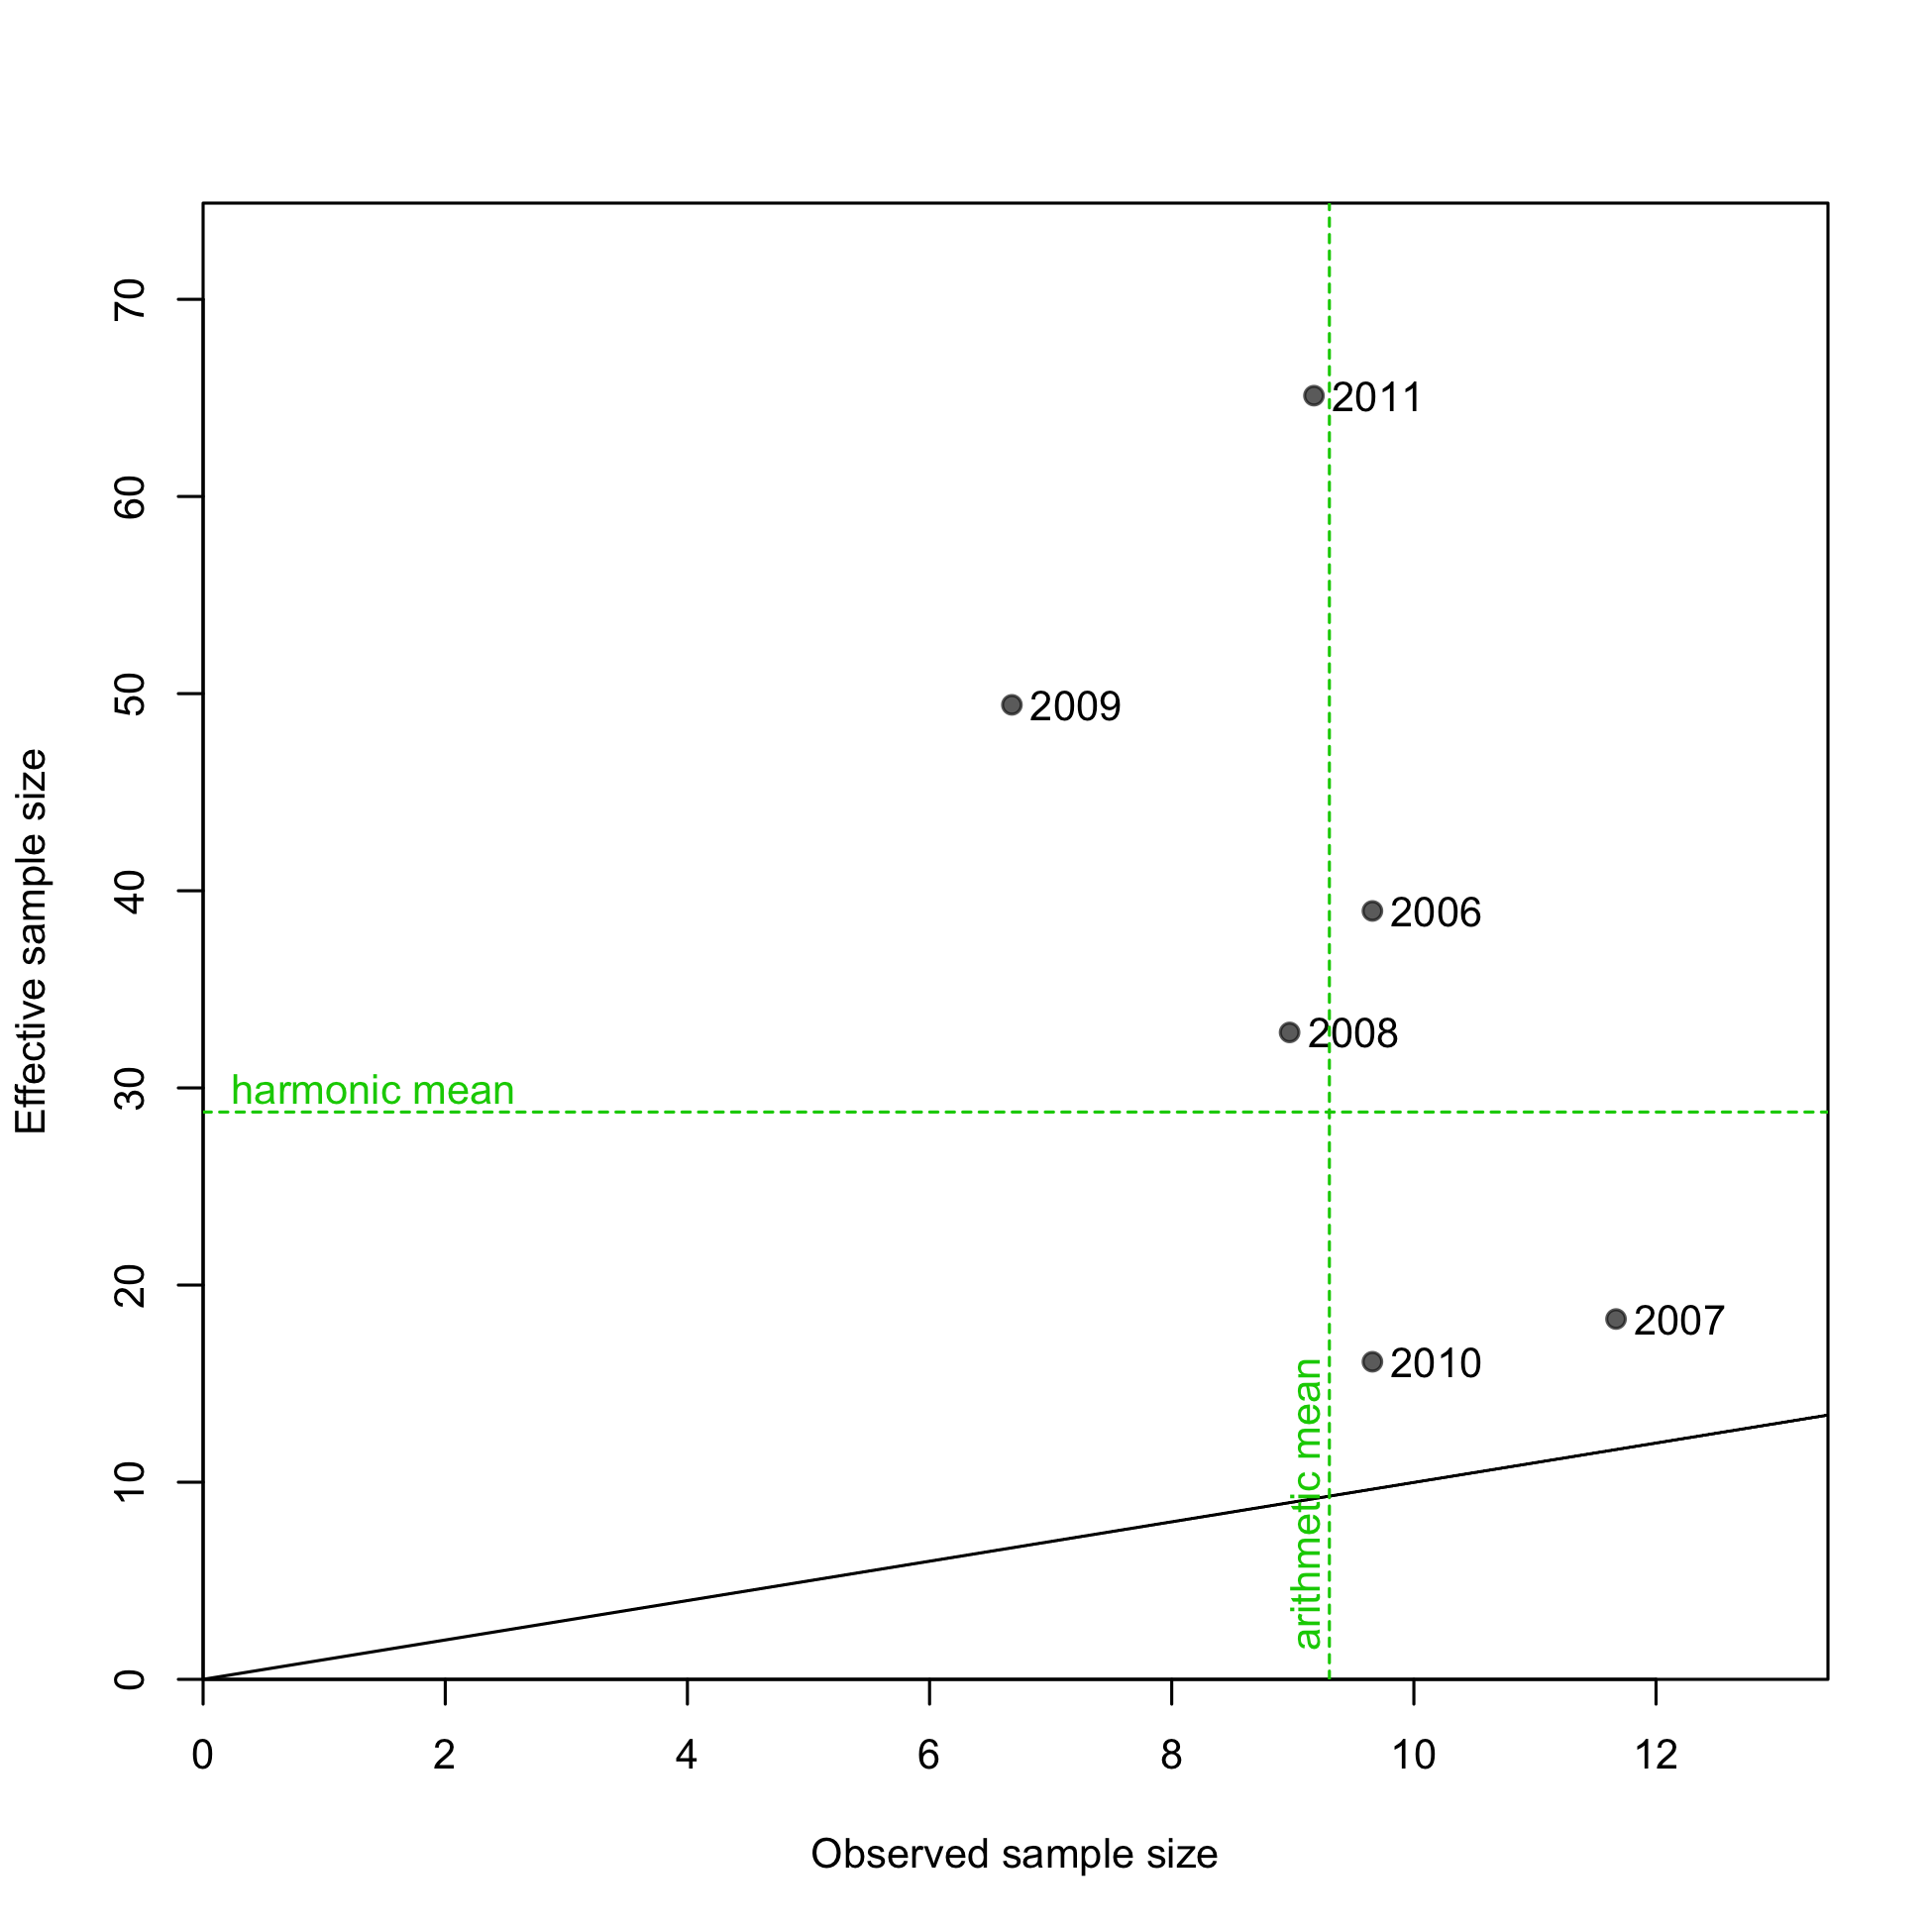 70
60
50
40
30
20
10
0
Effective sample size
2011
2009
2006
2008
harmonic mean
2007
2010
arithmetic mean
0 2 4 6 8 10 12
Observed sample size